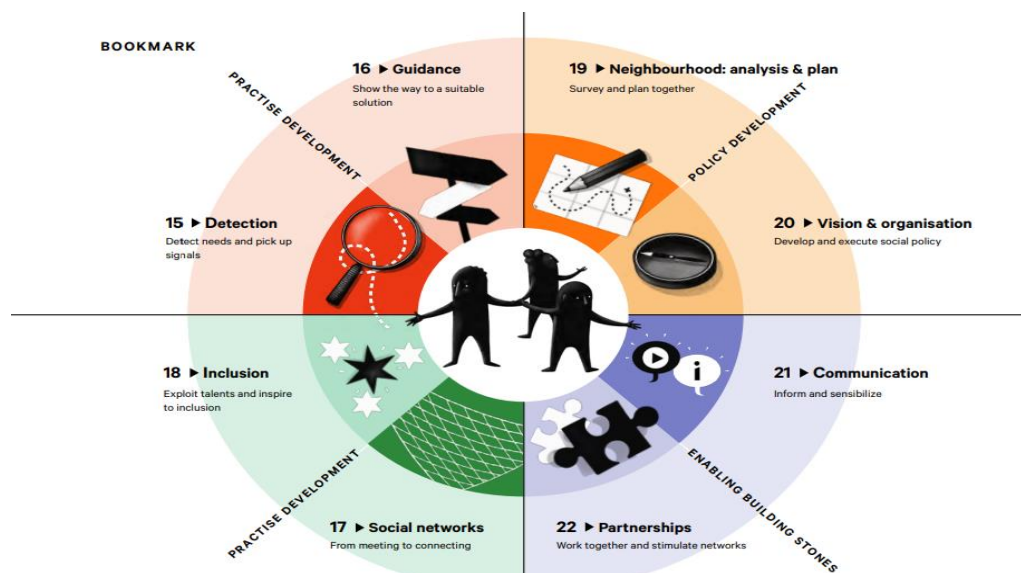 BOOKMARK
16 ▶ Guidance
Show the way to a suitable
solution
19 ▶ Neighbourhood: analysis & plan
Survey and plan together
PRACTISE DEVELOPMENT
POLICY DEVELOPMENT
15 ▶ Detection
Detect needs and pick up
signals
20 ▶ Vision & organisation
Develop and execute social policy
18 ▶ Inclusion
Exploit talents and inspire
to inclusion
i
21 ▶ Communication
Inform and sensibilize
PRACTISE DEVELOPMENT
ENABLING BUILDING STONES
17 ▶ Social networks
From meeting to connecting
22 ▶ Partnerships
Work together and stimulate networks